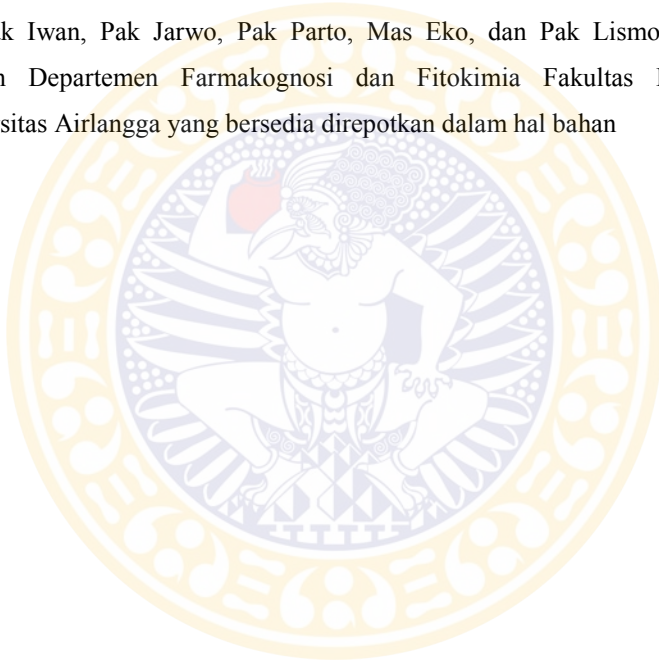 ak Iwan, Pak Jarwo, Pak Parto, Mas Eko, dan Pak Lismo
Departemen Farmakognosi dan Fitokimia Fakultas
sitas Airlangga yang bersedia direpotkan dalam hal bahan